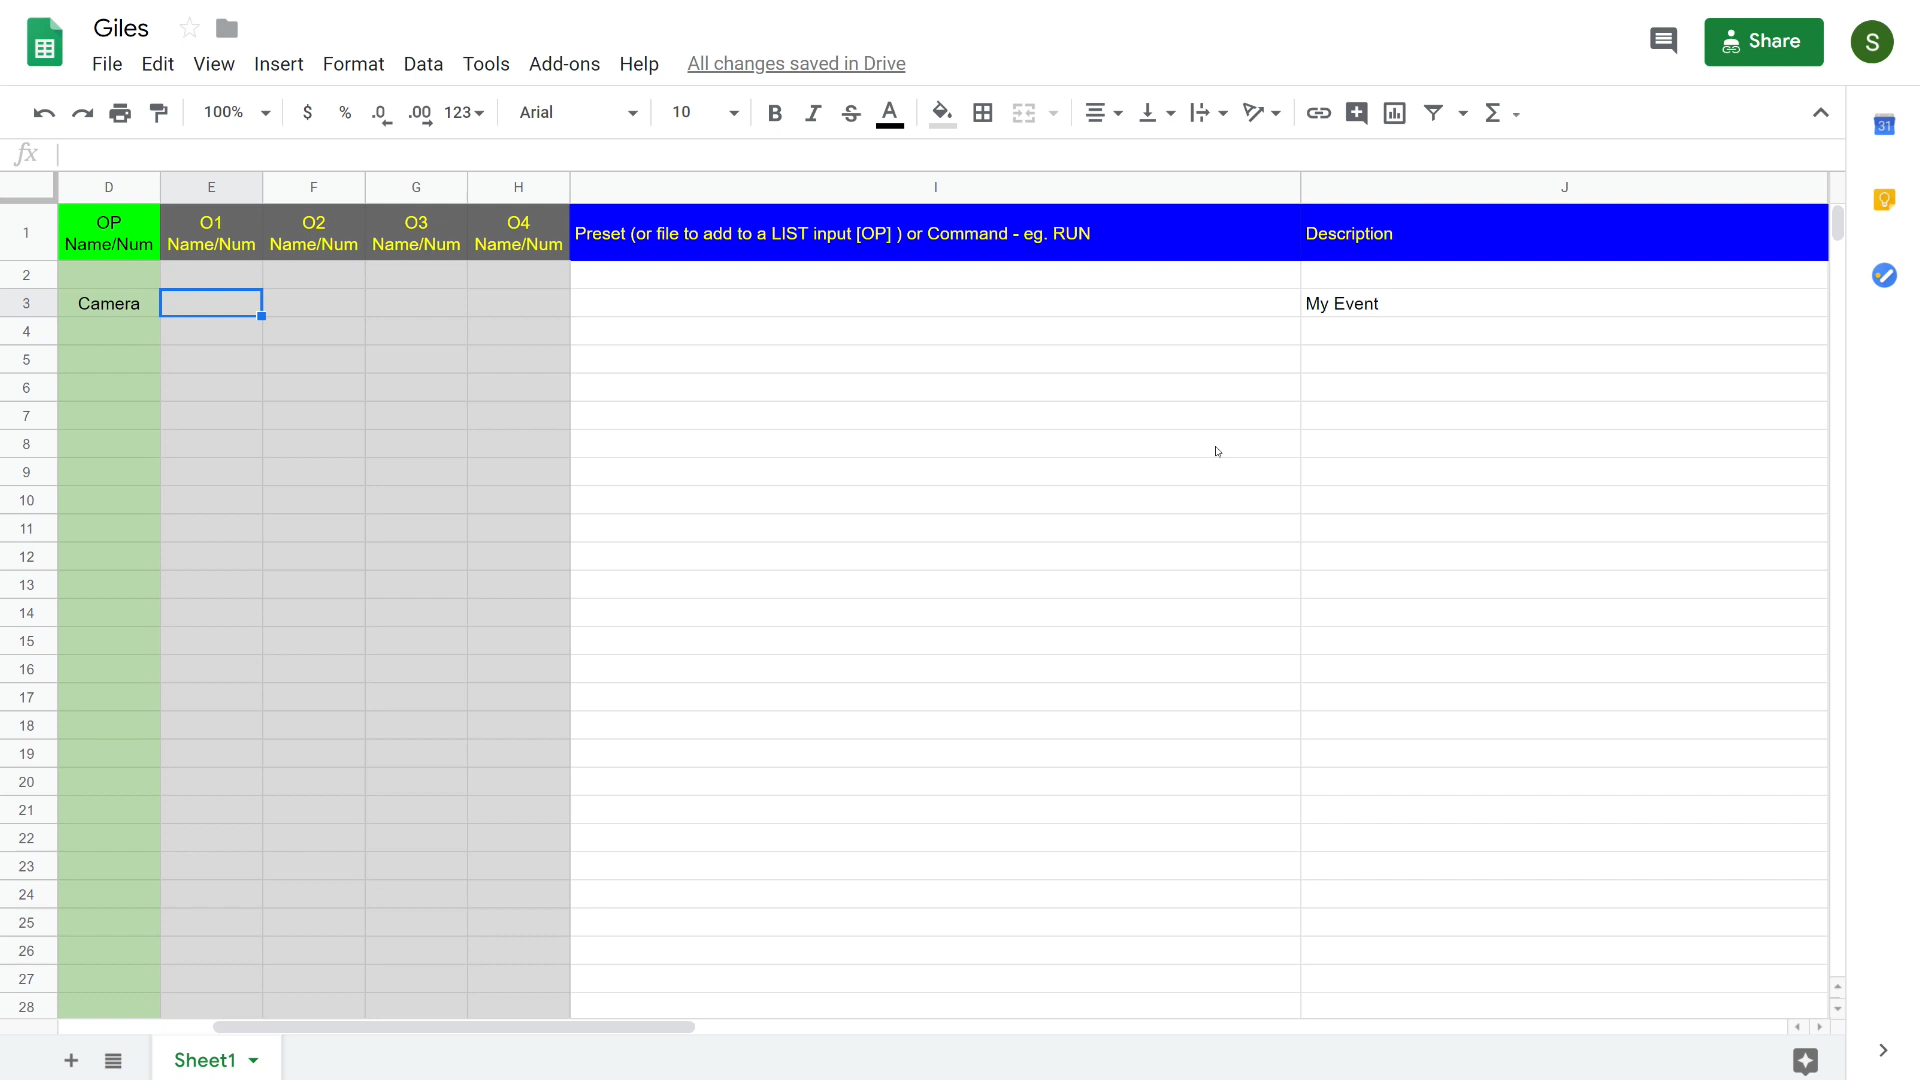 Giles
File Edit View Insert Format Data Tools Add-ons Help All changes saved in Drive
Share
S
100% $ % .0 .00 123 Arial 10 B I S A Σ
31
fx
D E F G H I J
1 OP Name/Num O1 Name/Num O2 Name/Num O3 Name/Num O4 Name/Num Preset (or file to add to a LIST input [OP] ) or Command - eg. RUN Description
2
3 Camera My Event
4
5
6
7
8
9
10
11
12
13
14
15
16
17
18
19
20
21
22
23
24
25
26
27
28
Sheet1